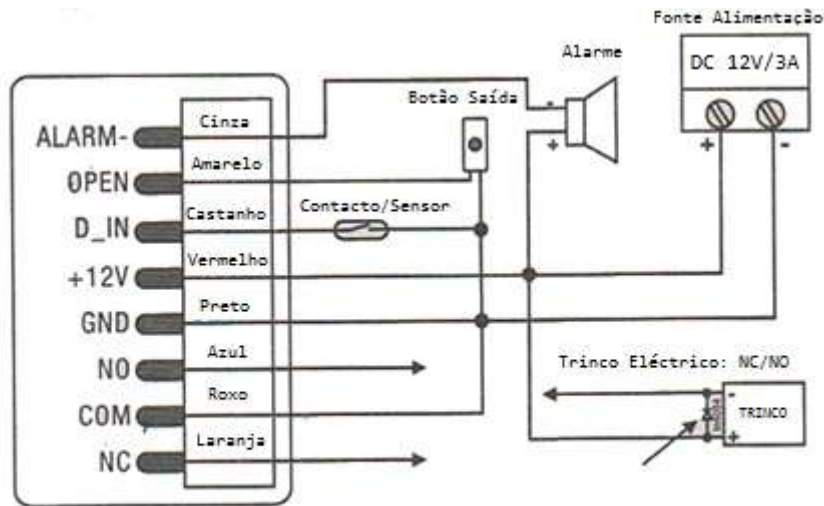 Fonte Alimentação
DC 12V/3A
+ -
Alarme
-
+
Botão Saída
ALARM- Cinza
OPEN Amarelo
D_IN Castanho
Contacto/Sensor
+12V Vermelho
GND Preto
NO Azul
COM Roxo
NC Laranja
Trinco Eléctrico: NC/NO
-
TRINCO
+